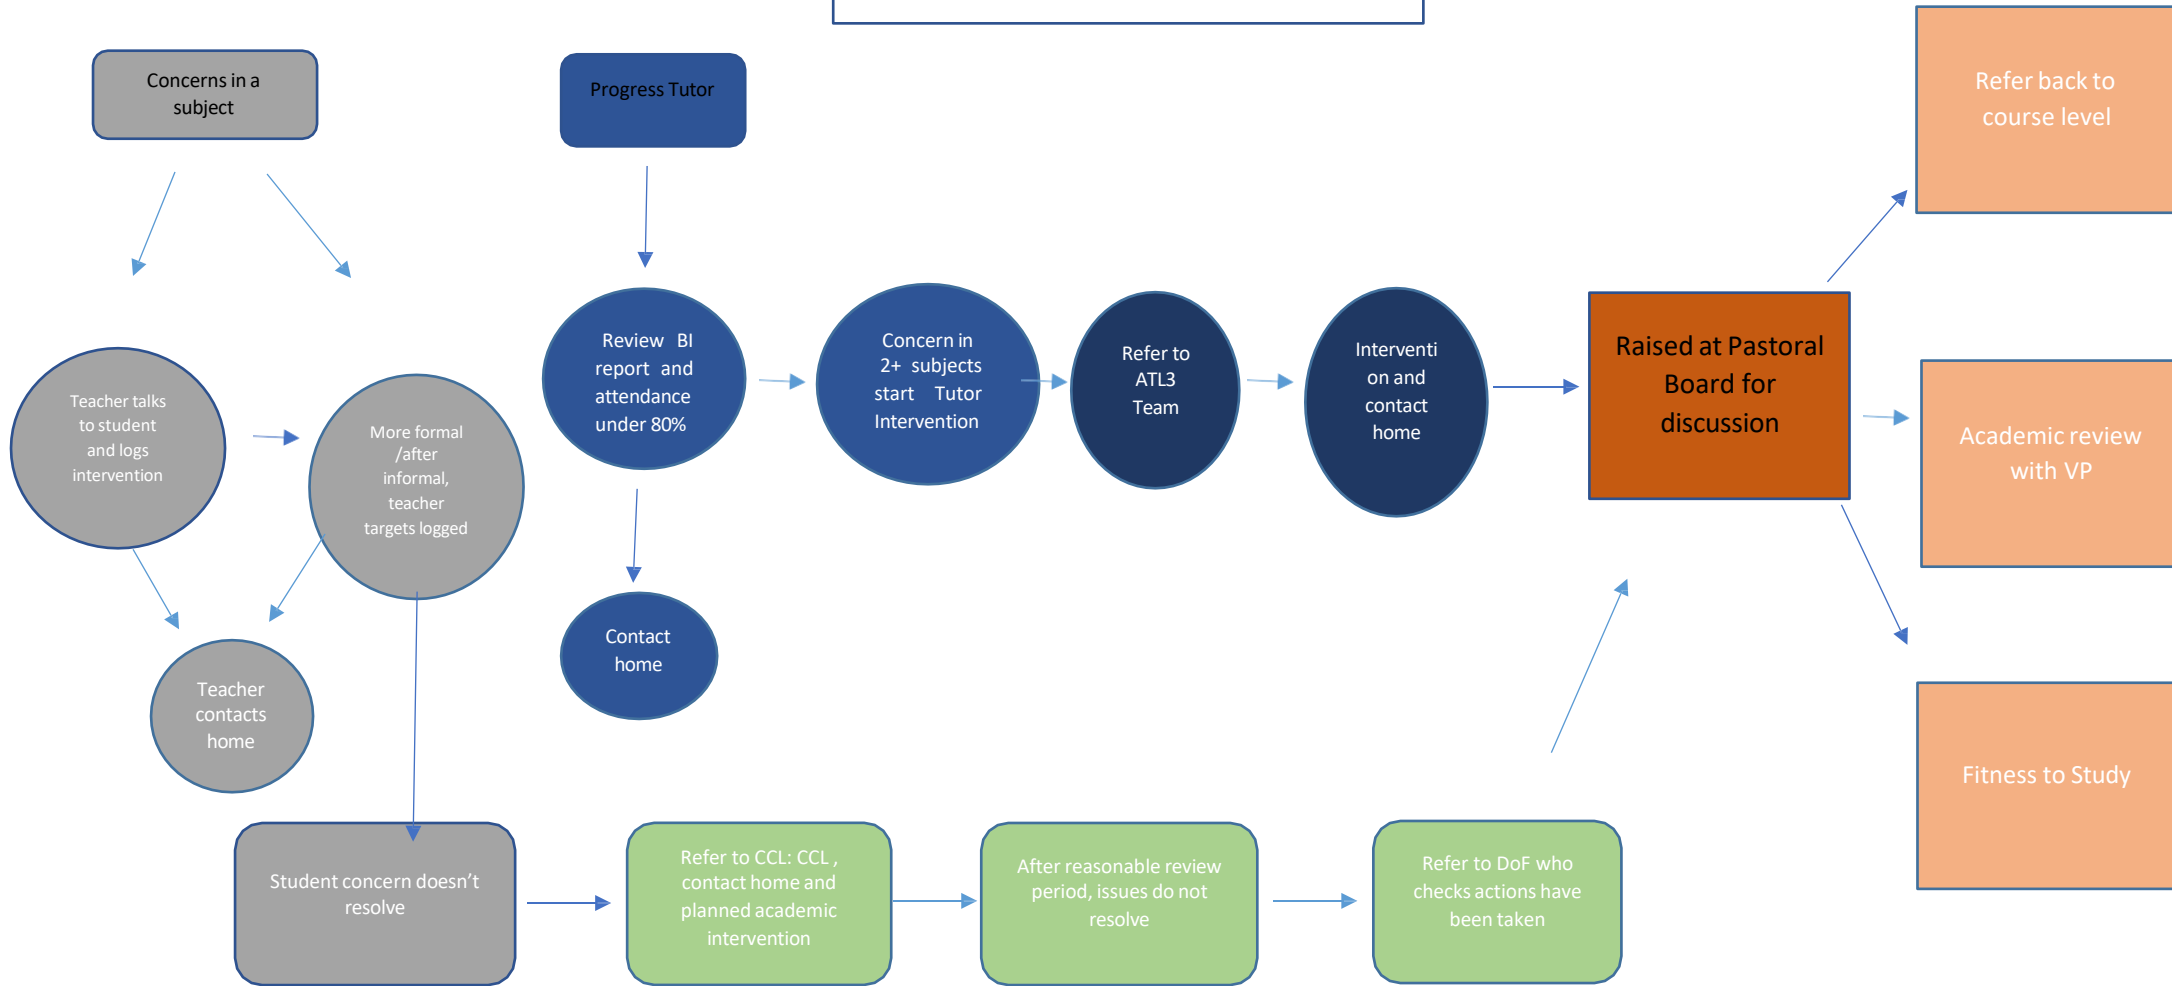 Concerns in a
subject
Progress Tutor
Refer back to
course level
Teacher talks
to student
and logs
intervention
More formal
/after
informal,
teacher
targets logged
Review BI
report and
attendance
under 80%
Concern in
2+ subjects
start Tutor
Intervention
Refer to
ATL3
Team
Interventi
on and
contact
home
Raised at Pastoral
Board for
discussion
Academic review
with VP
Teacher
contacts
home
Contact
home
Fitness to Study
Student concern doesn’t
resolve
Refer to CCL: CCL ,
contact home and
planned academic
intervention
After reasonable review
period, issues do not
resolve
Refer to DoF who
checks actions have
been taken